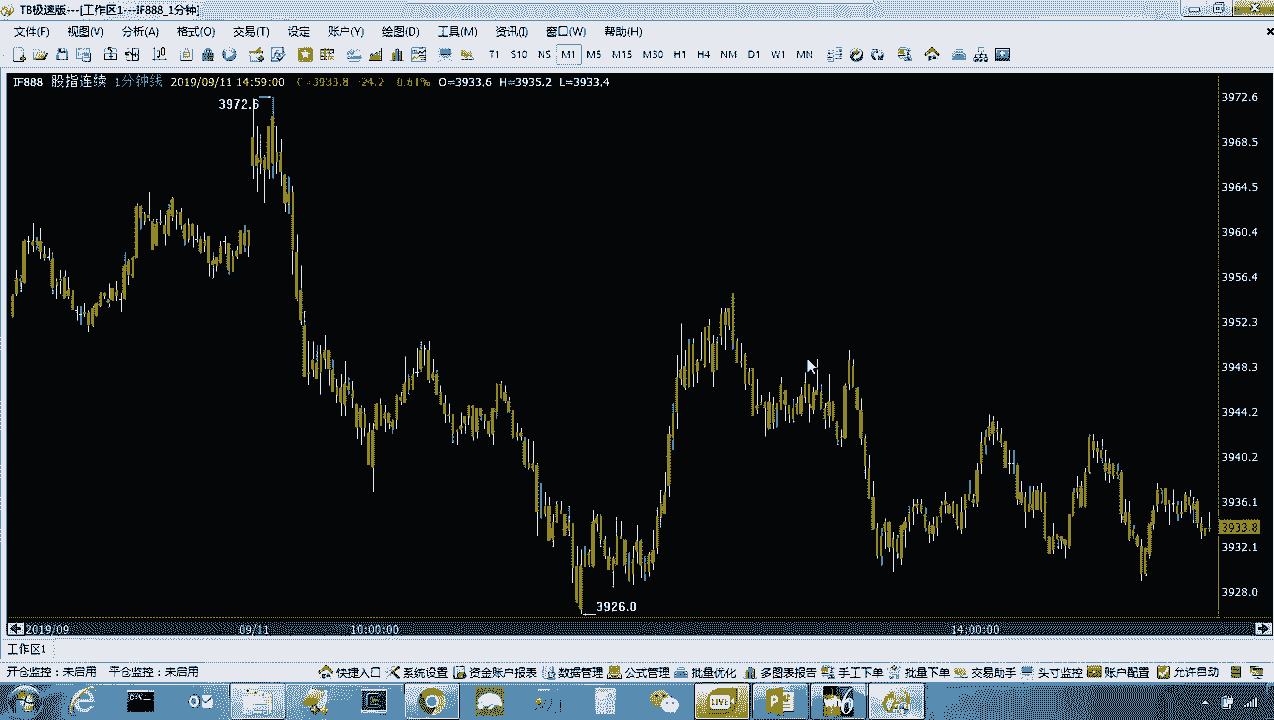 TB极速版---[工作区1---IF888_1分钟]
文件(F) 视图(V) 分析(A) 格式(O) 交易(T) 设定 账户(Y) 绘图(D) 工具(M) 资讯(I) 窗口(W) 帮助(H)
T1 S10 N5 M1 M5 M15 M30 H1 H4 NM D1 W1 MN
IF888 股指连续 1分钟线 2019/09/11 14:59:00 C=3933.8 -24.2 -0.61% O=3933.6 H=3935.2 L=3933.4
3972.6
3972.6
3968.5
3964.5
3960.4
3956.4
3952.3
3948.3
3944.2
3940.2
3936.1
3933.8
3932.1
3928.0
3926.0
2019/09 09/11 10:00:00 14:00:00
工作区1
开仓监控：未启用 平仓监控：未启用 快捷入口 系统设置 资金账户报表 数据管理 公式管理 批量优化 多图表报告 手工下单 批量下单 交易助手 头寸监控 账户配置 允许自动
LIVE